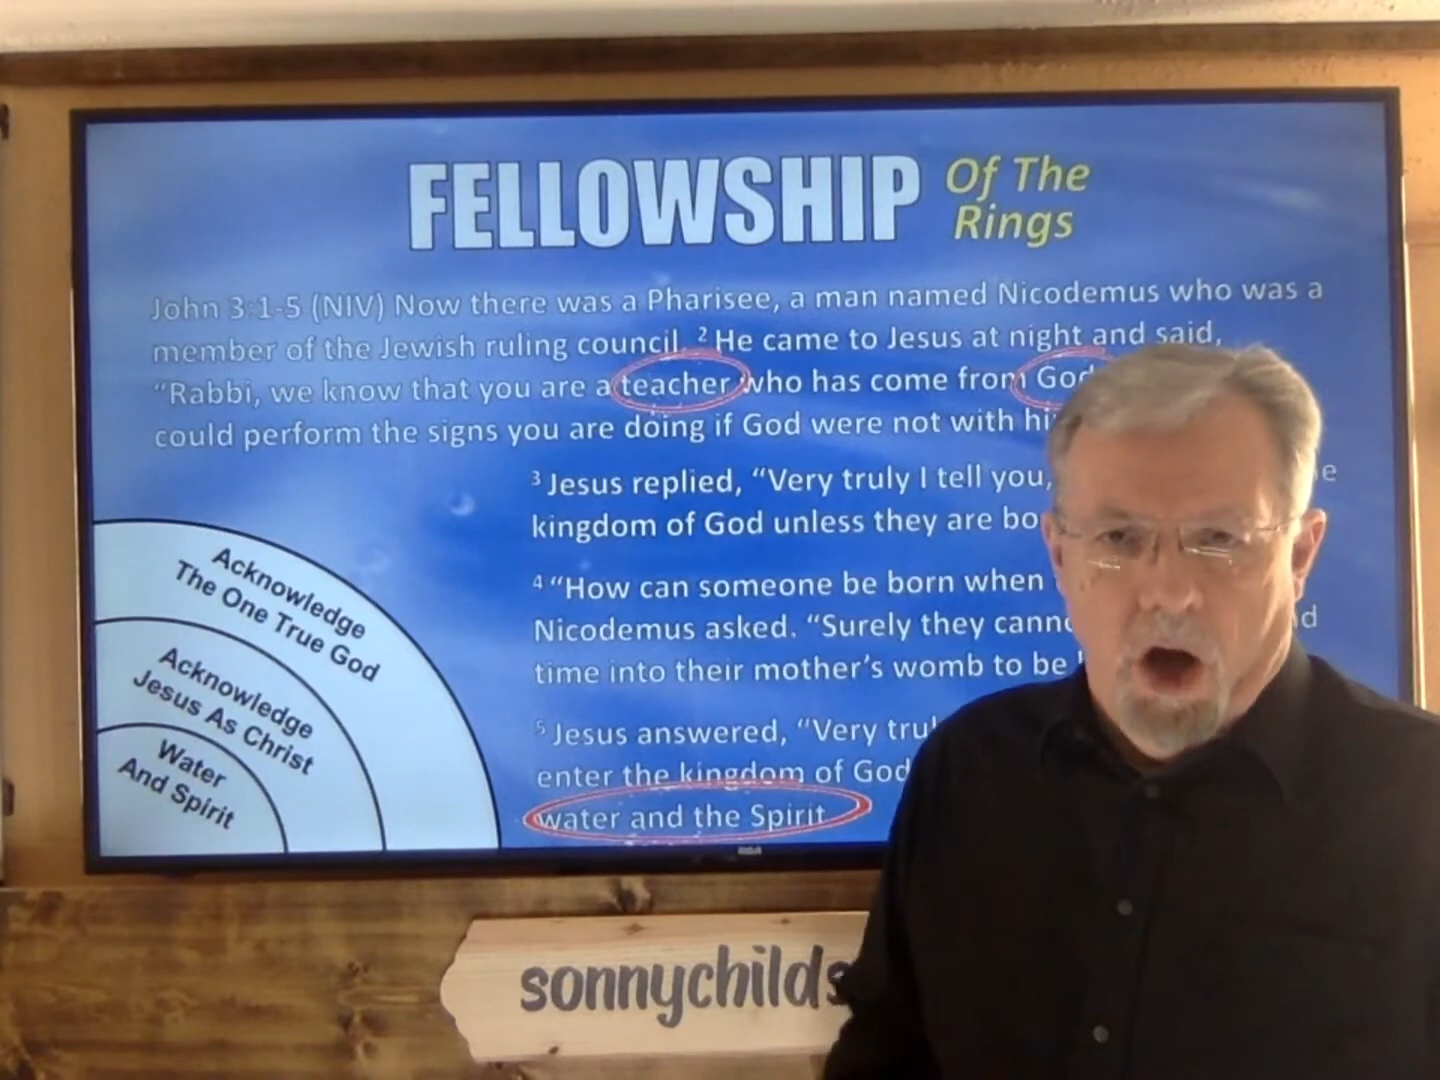 FELLOWSHIP Of The
Rings
John 3:1-5 (NIV) Now there was a Pharisee, a man named Nicodemus who was a
member of the Jewish ruling council. 2 He came to Jesus at night and said,
“Rabbi, we know that you are a teacher who has come from God
could perform the signs you are doing if God were not with
3 Jesus replied, “Very truly I tell you,
kingdom of God unless they are
4 “How can someone be born when
Nicodemus asked. “Surely they
time into their mother’s womb to be
5 Jesus answered, “Very
enter the kingdom of God
water and the Spirit
Acknowledge
The One True God
Acknowledge
Jesus As Christ
Water
And Spirit
RCA
sonnychilds